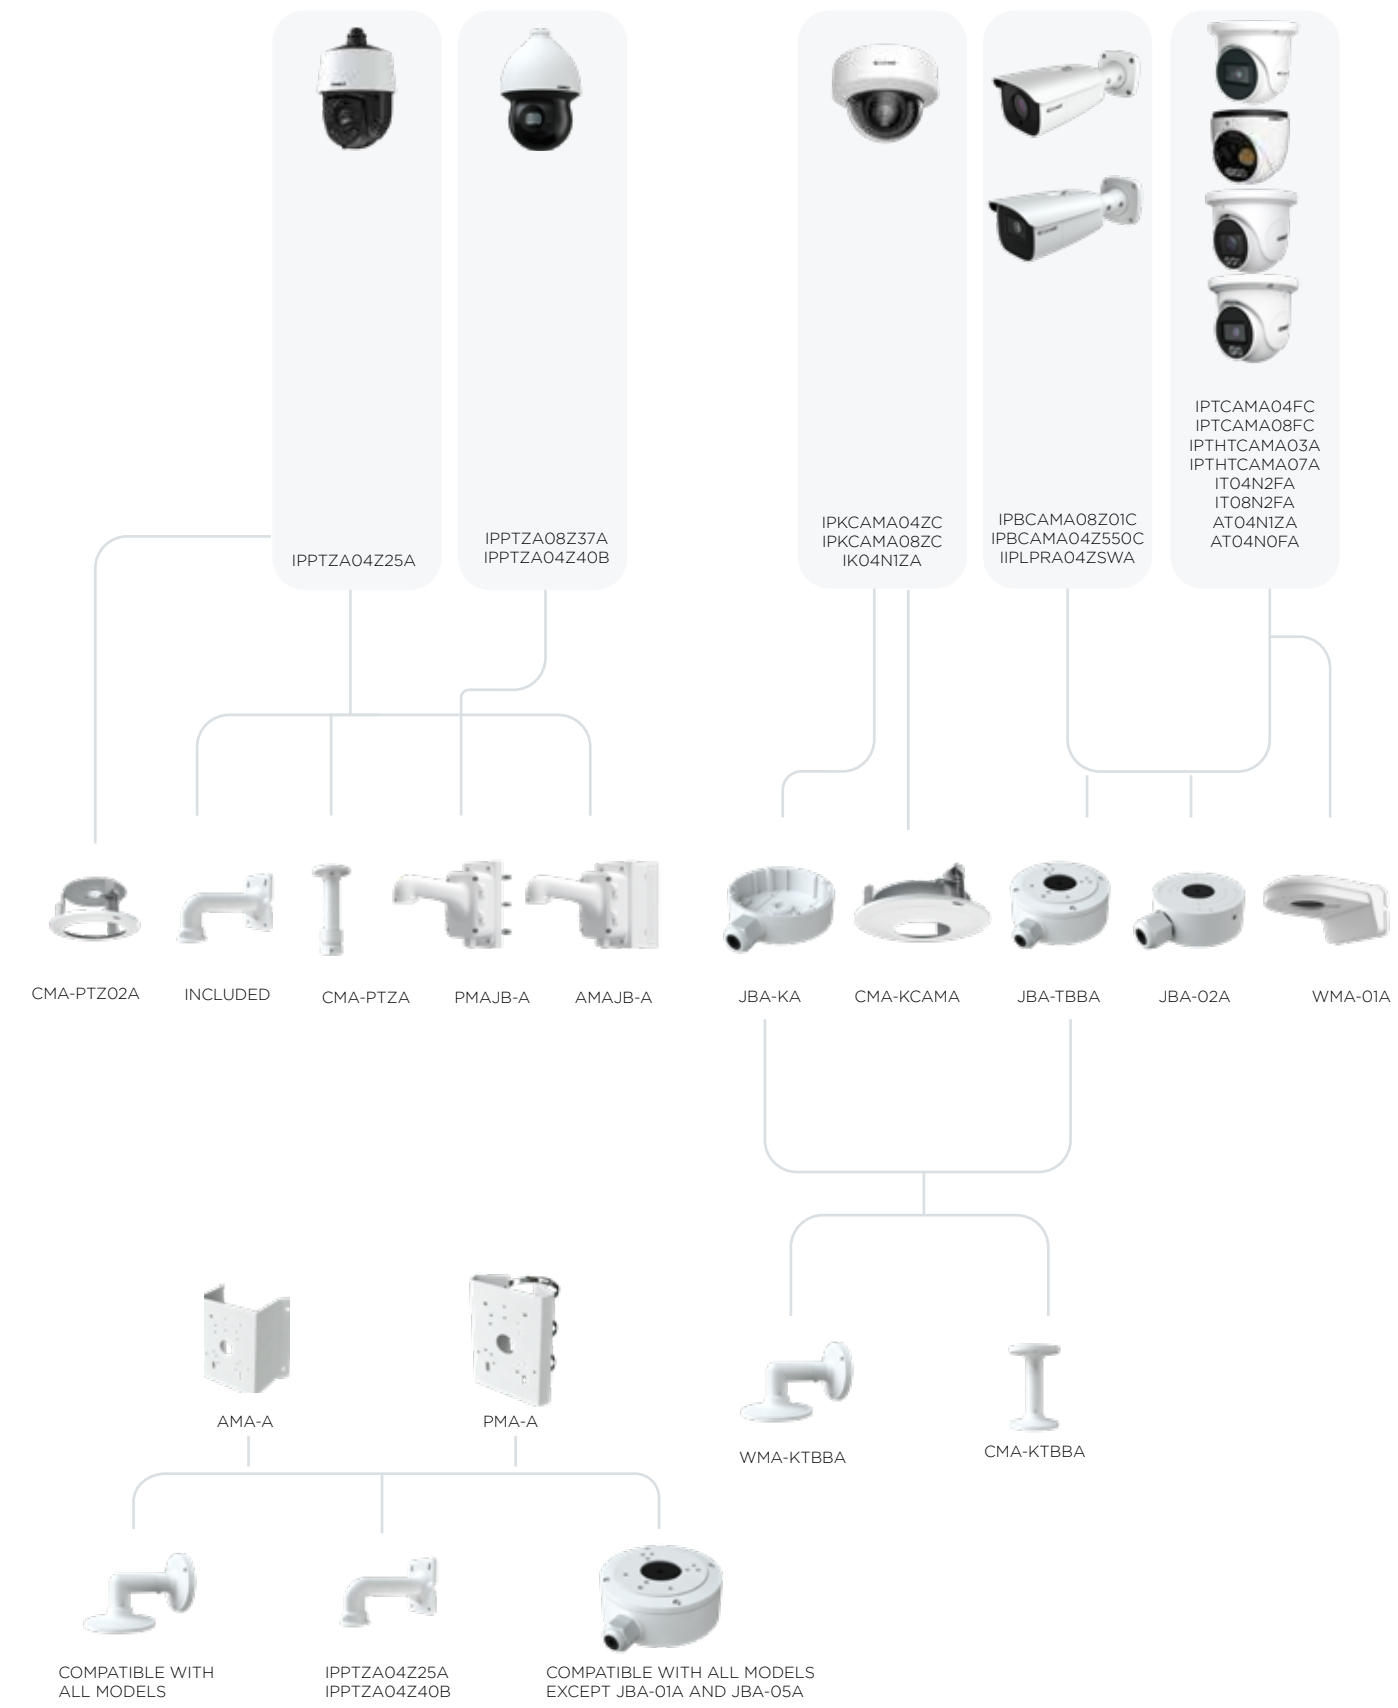 IPPTZA04Z25A
IPPTZA08Z37A
IPPTZA04Z40B
IPKCAMA04ZC
IPKCAMA08ZC
IK04N1ZA
IPBCAMA08Z01C
IPBCAMA04Z550C
IIPLPRA04ZSWA
IPTCAMA04FC
IPTCAMA08FC
IPTHTCAMA03A
IPTHTCAMA07A
IT04N2FA
IT08N2FA
AT04N1ZA
AT04N0FA
CMA-PTZ02A
INCLUDED
CMA-PTZA
PMAJB-A
AMAJB-A
JBA-KA
CMA-KCAMA
JBA-TBBA
JBA-02A
WMA-01A
AMA-A
PMA-A
WMA-KTBBA
CMA-KTBBA
COMPATIBLE WITH
ALL MODELS
IPPTZA04Z25A
IPPTZA04Z40B
COMPATIBLE WITH ALL MODELS
EXCEPT JBA-01A AND JBA-05A